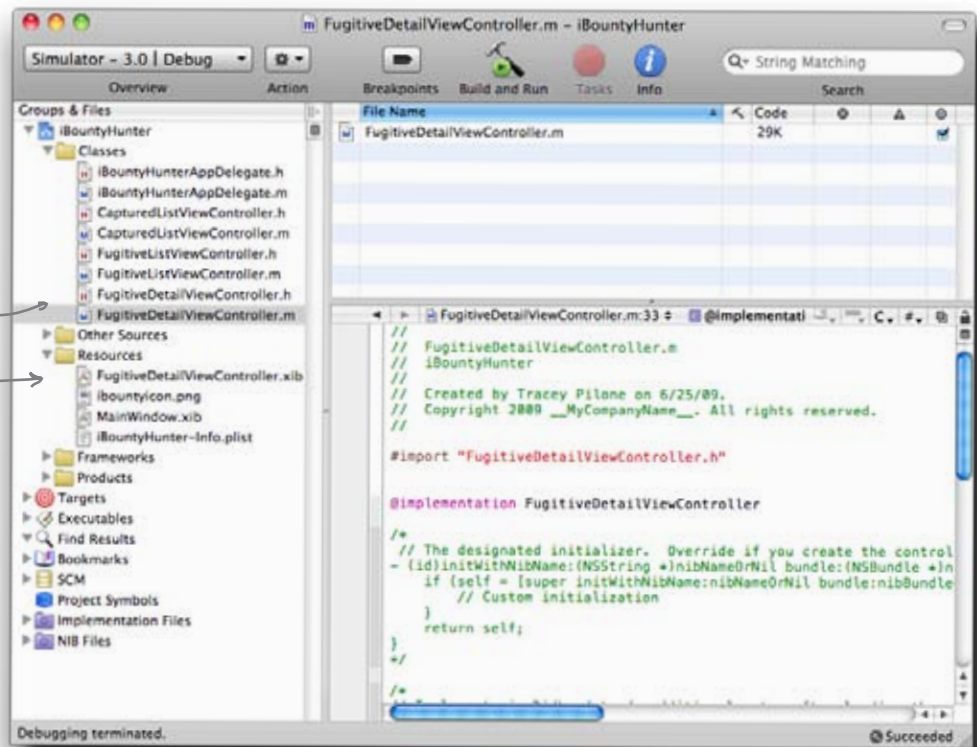 FugitiveDetailViewController.m - iBountyHunter
Simulator - 3.0 | Debug
String Matching
Overview
Action
Breakpoints
Build and Run
Tasks
Info
Search
Groups & Files
iBountyHunter
Classes
iBountyHunterAppDelegate.h
iBountyHunterAppDelegate.m
CapturedListViewController.h
CapturedListViewController.m
FugitiveListViewController.h
FugitiveListViewController.m
FugitiveDetailViewController.h
FugitiveDetailViewController.m
Other Sources
Resources
FugitiveDetailViewController.xib
ibountyicon.png
MainWindow.xib
iBountyHunter-Info.plist
Frameworks
Products
Targets
Executables
Find Results
Bookmarks
SCM
Project Symbols
Implementation Files
NIB Files
File Name
Code
FugitiveDetailViewController.m
29K
FugitiveDetailViewController.m:33
@implementati
C
#
//
// FugitiveDetailViewController.m
// iBountyHunter
//
// Created by Tracey Pilone on 6/25/09.
// Copyright 2009 __MyCompanyName__. All rights reserved.
//
#import "FugitiveDetailViewController.h"
@implementation FugitiveDetailViewController
/*
// The designated initializer. Override if you create the control
- (id)initWithNibName:(NSString *)nibNameOrNil bundle:(NSBundle *)n
if (self = [super initWithNibName:nibNameOrNil bundle:nibBundle
// Custom initialization
}
return self;
}
*/
/*
Debugging terminated.
Succeeded